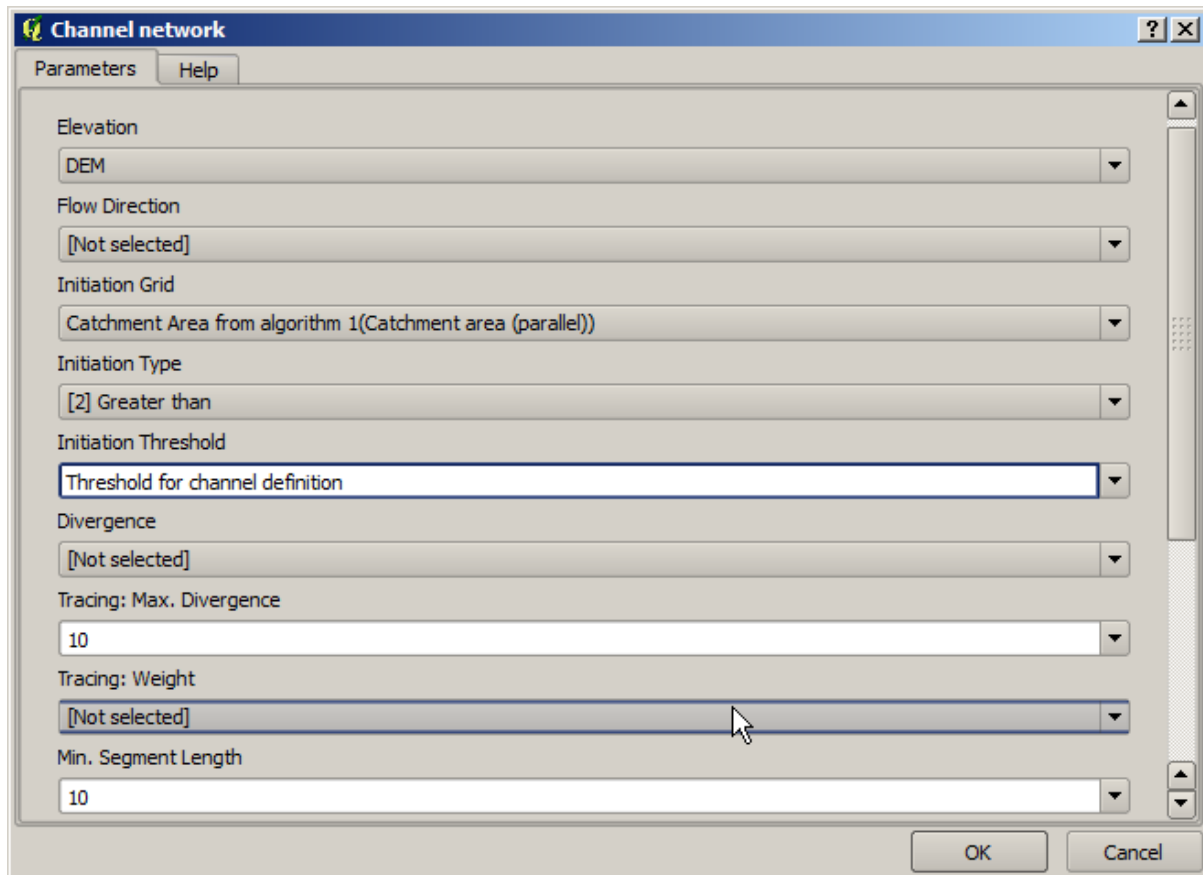 Channel network
Parameters Help
Elevation
DEM
Flow Direction
[Not selected]
Initiation Grid
Catchment Area from algorithm 1(Catchment area (parallel))
Initiation Type
[2] Greater than
Initiation Threshold
Threshold for channel definition
Divergence
[Not selected]
Tracing: Max. Divergence
10
Tracing: Weight
[Not selected]
Min. Segment Length
10
OK Cancel